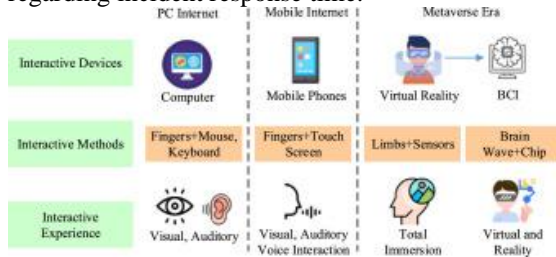 regarding incident response time.
PC Internet
Mobile Internet
Metaverse Era
Interactive Devices
Computer
Mobile Phones
Virtual Reality
BCI
Interactive Methods
Fingers+Mouse,
Keyboard
Fingers+Touch
Screen
Limbs+Sensors
Brain
Wave+Chip
Interactive
Experience
Visual, Auditory
Visual, Auditory
Voice Interaction
Total
Immersion
Virtual and
Reality